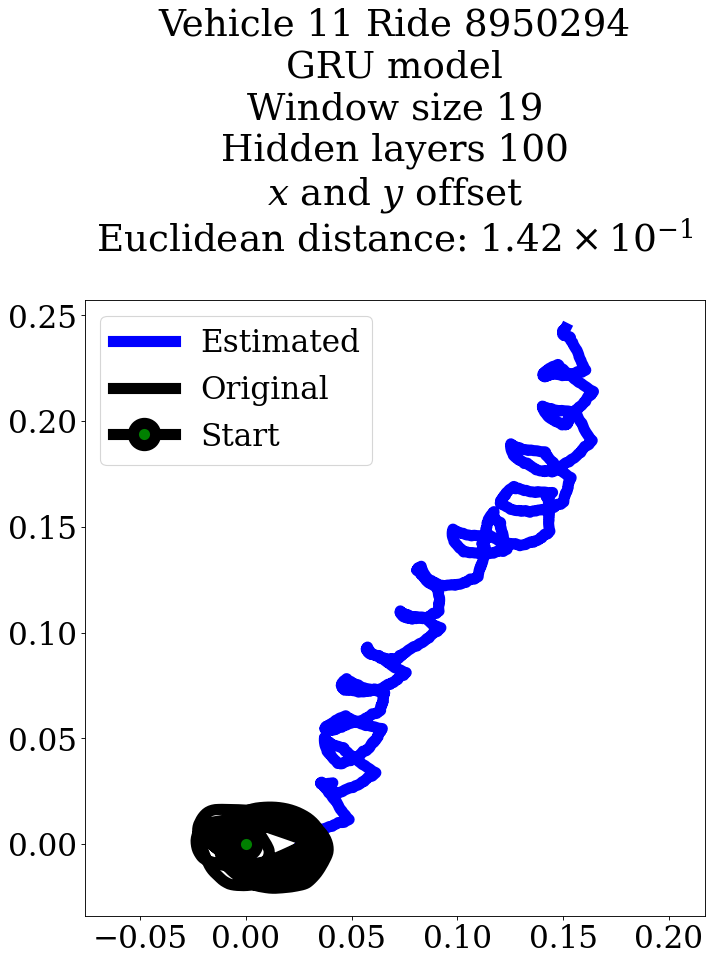 Vehicle 11 Ride 8950294
GRU model
Window size 19
Hidden layers 100
x and y offset
Euclidean distance: 1.42 × 10⁻¹
Estimated
Original
Start
0.25
0.20
0.15
0.10
0.05
0.00
−0.05 0.00 0.05 0.10 0.15 0.20